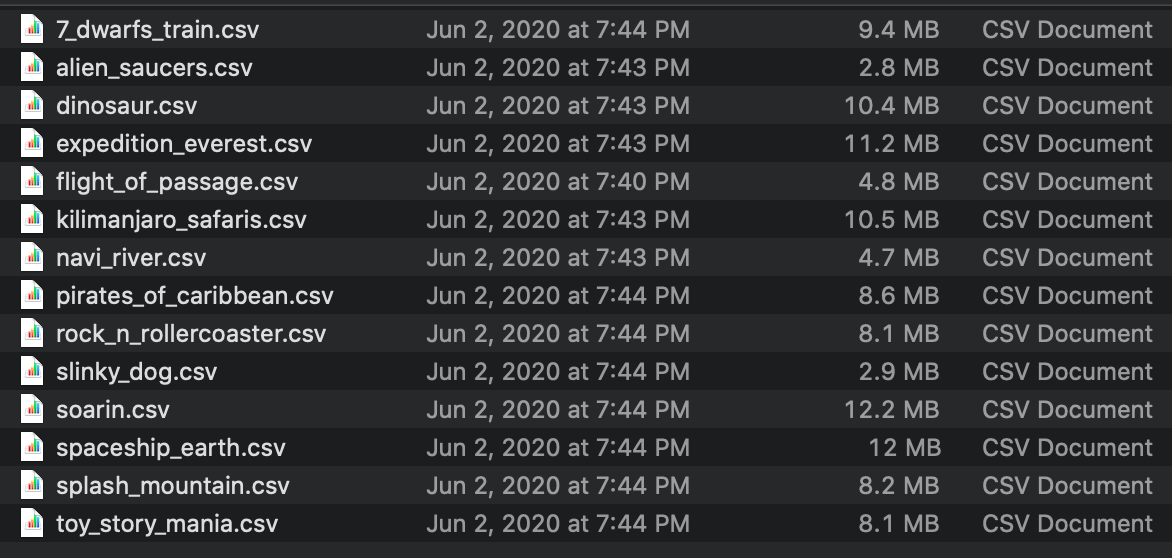 7_dwarfs_train.csv Jun 2, 2020 at 7:44 PM 9.4 MB CSV Document
alien_saucers.csv Jun 2, 2020 at 7:43 PM 2.8 MB CSV Document
dinosaur.csv Jun 2, 2020 at 7:43 PM 10.4 MB CSV Document
expedition_everest.csv Jun 2, 2020 at 7:43 PM 11.2 MB CSV Document
flight_of_passage.csv Jun 2, 2020 at 7:40 PM 4.8 MB CSV Document
kilimanjaro_safaris.csv Jun 2, 2020 at 7:43 PM 10.5 MB CSV Document
navi_river.csv Jun 2, 2020 at 7:43 PM 4.7 MB CSV Document
pirates_of_caribbean.csv Jun 2, 2020 at 7:44 PM 8.6 MB CSV Document
rock_n_rollercoaster.csv Jun 2, 2020 at 7:44 PM 8.1 MB CSV Document
slinky_dog.csv Jun 2, 2020 at 7:44 PM 2.9 MB CSV Document
soarin.csv Jun 2, 2020 at 7:44 PM 12.2 MB CSV Document
spaceship_earth.csv Jun 2, 2020 at 7:44 PM 12 MB CSV Document
splash_mountain.csv Jun 2, 2020 at 7:44 PM 8.2 MB CSV Document
toy_story_mania.csv Jun 2, 2020 at 7:44 PM 8.1 MB CSV Document